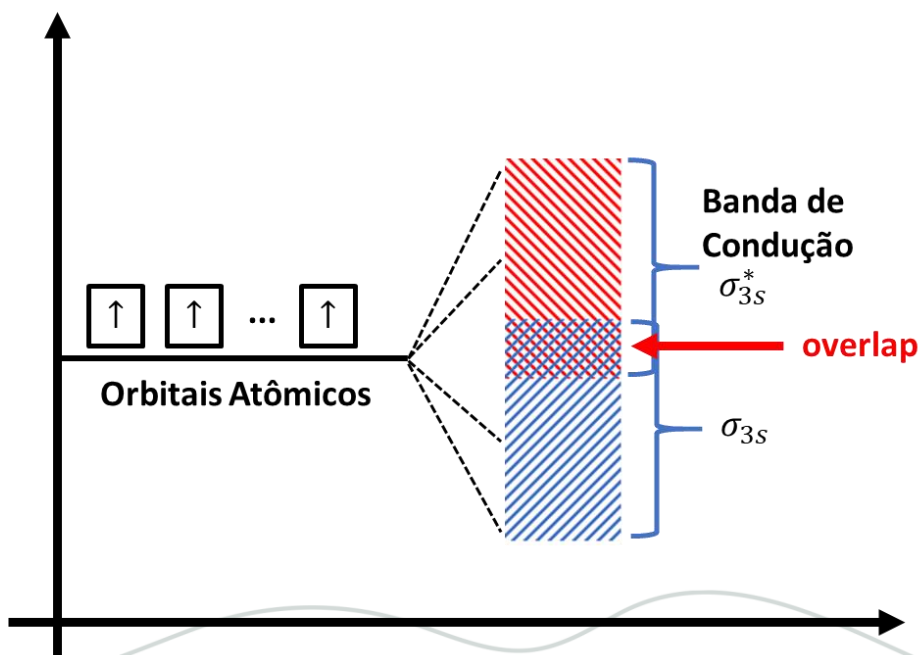 ↑ ↑ ... ↑
Orbitais Atômicos
Banda de
Condução
σ*3s
overlap
σ3s